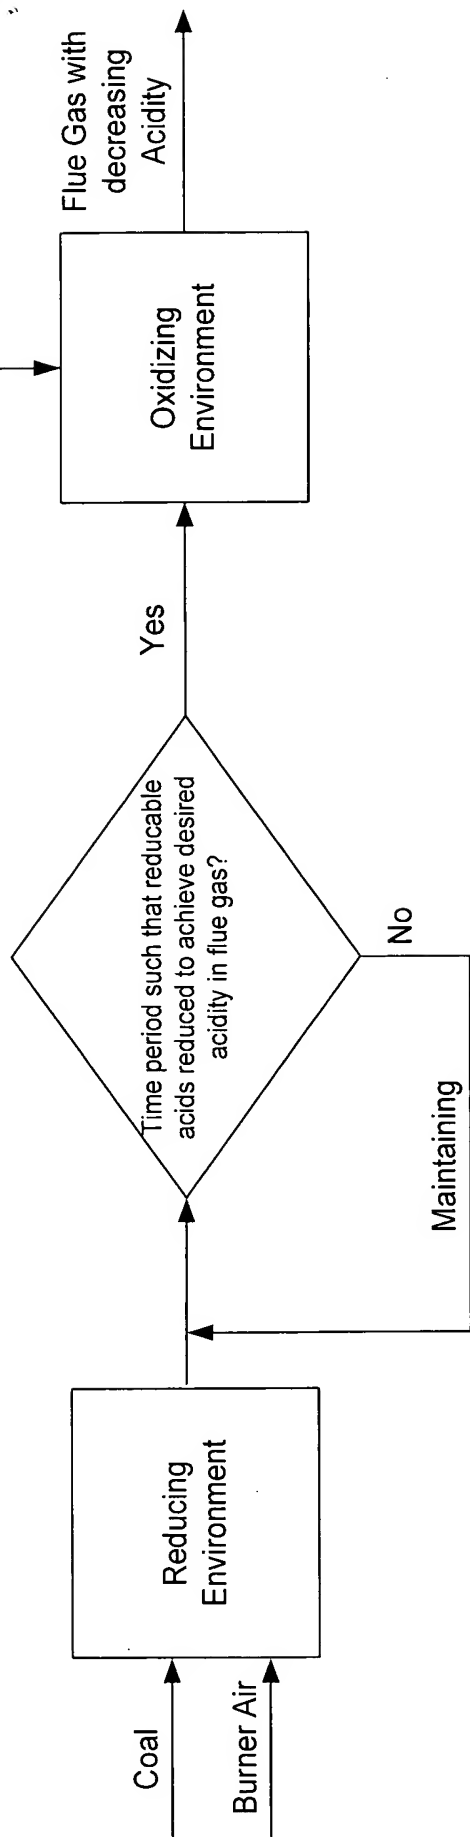 Coal
Burner Air
Reducing
Environment
Maintaining
No
Time period such that reducable
acids reduced to achieve desired
acidity in flue gas?
Yes
Oxidizing
Environment
Flue Gas with
decreasing
Acidity